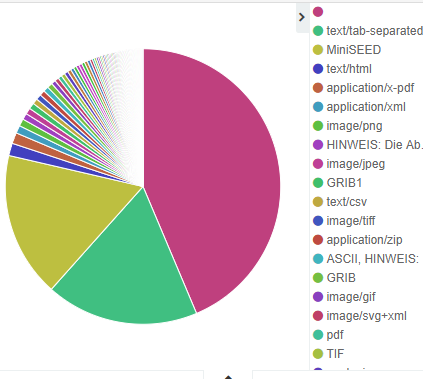 text/tab-separated
MiniSEED
text/html
application/x-pdf
application/xml
image/png
HINWEIS: Die Ab.
image/jpeg
GRIB1
text/csv
image/tiff
application/zip
ASCII, HINWEIS:
GRIB
image/gif
image/svg+xml
pdf
TIF